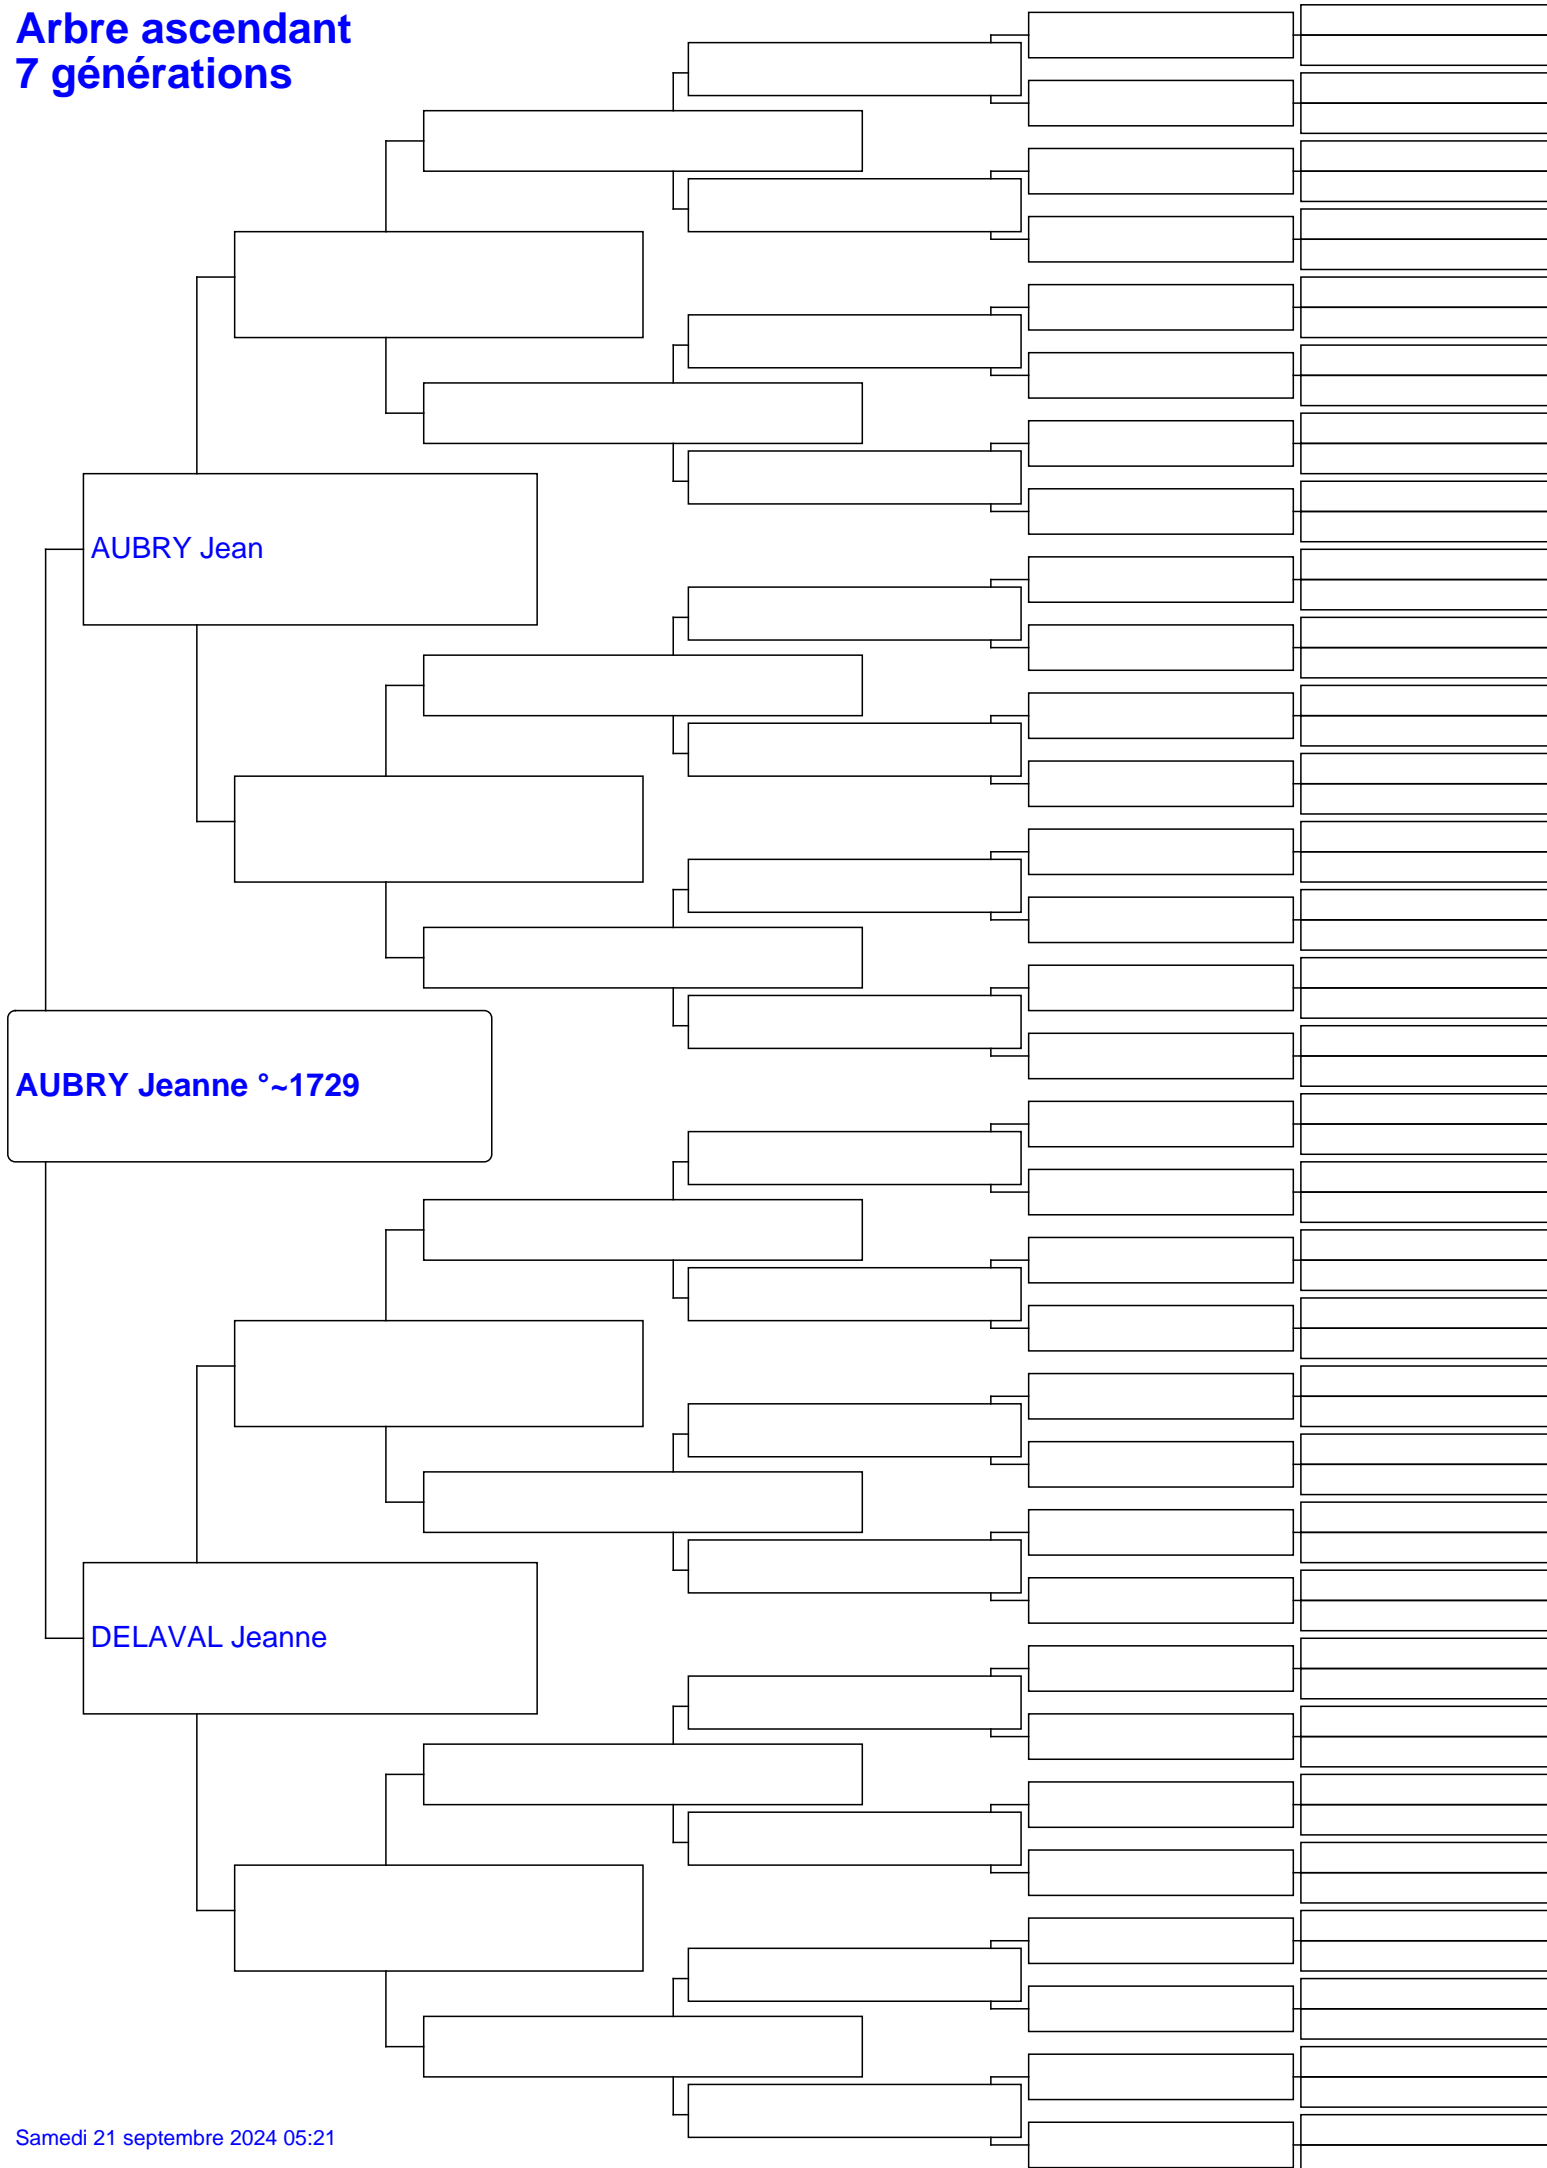 Arbre ascendant
7 générations
AUBRY Jean
AUBRY Jeanne °~1729
DELAVAL Jeanne
Samedi 21 septembre 2024 05:21